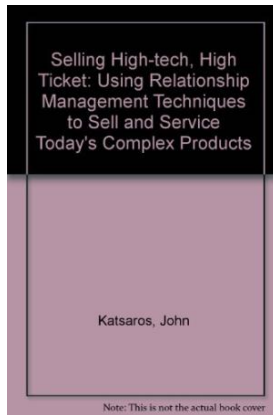 Selling High-tech, High
Ticket: Using Relationship
Management Techniques
to Sell and Service
Today's Complex Products
Katsaros, John
Note: This is not the actual book cover